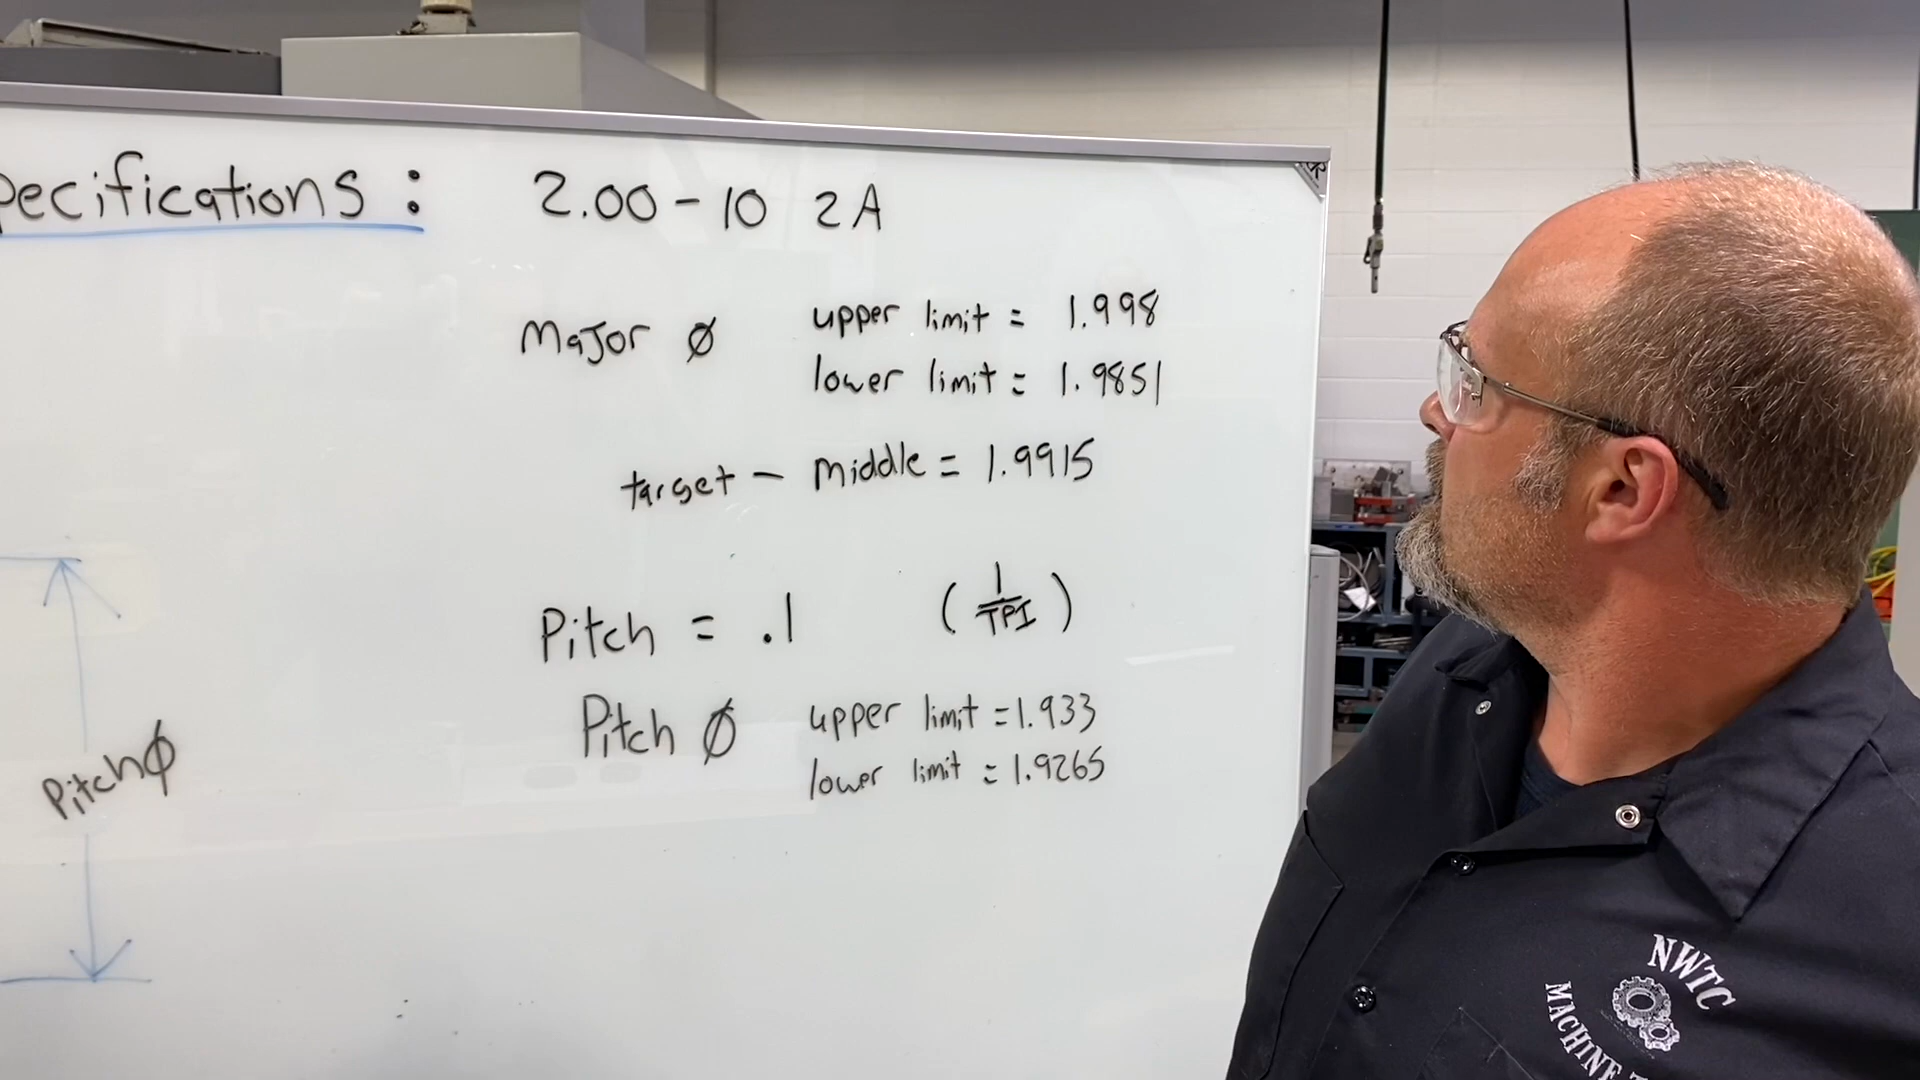 pecifications: 2.00-10 2A
Major Ø upper limit = 1.998
lower limit = 1.9851
target - middle = 1.9915
Pitch = .1 (1/TPI)
Pitch Ø upper limit = 1.933
lower limit = 1.9265
Pitch Ø
NWTC
MACHINE